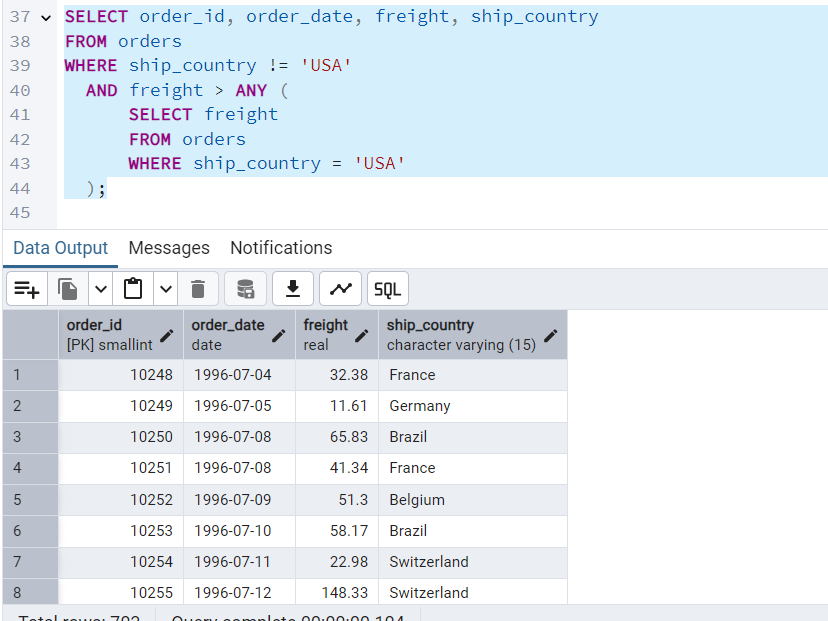 37 SELECT order_id, order_date, freight, ship_country
38 FROM orders
39 WHERE ship_country != 'USA'
40 AND freight > ANY (
41 SELECT freight
42 FROM orders
43 WHERE ship_country = 'USA'
44 );
45
Data Output Messages Notifications
SQL
order_id order_date freight ship_country
[PK] smallint date real character varying (15)
1 10248 1996-07-04 32.38 France
2 10249 1996-07-05 11.61 Germany
3 10250 1996-07-08 65.83 Brazil
4 10251 1996-07-08 41.34 France
5 10252 1996-07-09 51.3 Belgium
6 10253 1996-07-10 58.17 Brazil
7 10254 1996-07-11 22.98 Switzerland
8 10255 1996-07-12 148.33 Switzerland
Total rows: Query complete